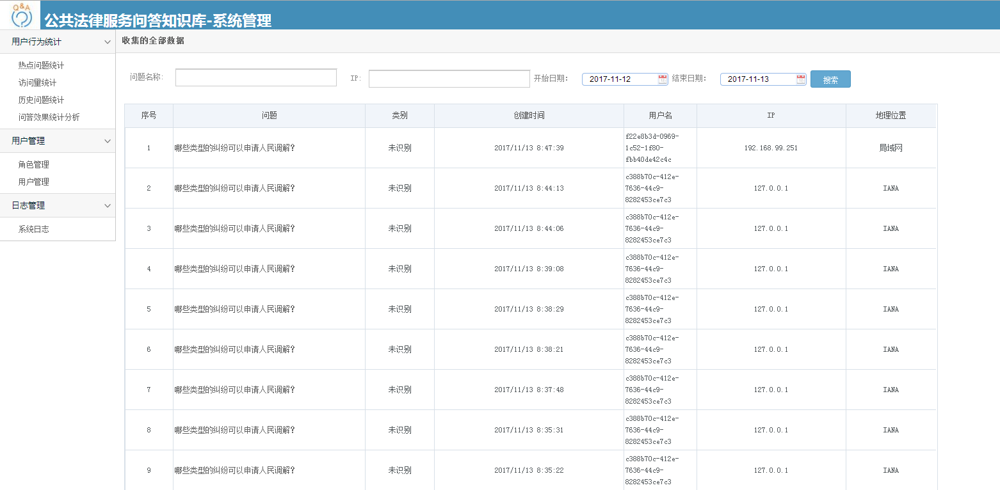 Q&A
公共法律服务问答知识库-系统管理
用户行为统计
热点问题统计
访问量统计
历史问题统计
问答效果统计分析
用户管理
角色管理
用户管理
日志管理
系统日志
收集的全部数据
问题名称: IP: 开始日期: 2017-11-12 结束日期: 2017-11-13 搜索
序号 问题 类别 创建时间 用户名 IP 地理位置
f22e8b3d-0969-
1 哪些类型的纠纷可以申请人民调解? 未识别 2017/11/13 8:47:39 1c52-1f80- 192.168.99.251 局域网
fbb40de42c4c
c388b70c-412e-
2 哪些类型的纠纷可以申请人民调解? 未识别 2017/11/13 8:44:13 7636-44c9- 127.0.0.1 IANA
8282453ce7c3
c388b70c-412e-
3 哪些类型的纠纷可以申请人民调解? 未识别 2017/11/13 8:44:06 7636-44c9- 127.0.0.1 IANA
8282453ce7c3
c388b70c-412e-
4 哪些类型的纠纷可以申请人民调解? 未识别 2017/11/13 8:39:08 7636-44c9- 127.0.0.1 IANA
8282453ce7c3
c388b70c-412e-
5 哪些类型的纠纷可以申请人民调解? 未识别 2017/11/13 8:38:29 7636-44c9- 127.0.0.1 IANA
8282453ce7c3
c388b70c-412e-
6 哪些类型的纠纷可以申请人民调解? 未识别 2017/11/13 8:38:21 7636-44c9- 127.0.0.1 IANA
8282453ce7c3
c388b70c-412e-
7 哪些类型的纠纷可以申请人民调解? 未识别 2017/11/13 8:37:48 7636-44c9- 127.0.0.1 IANA
8282453ce7c3
c388b70c-412e-
8 哪些类型的纠纷可以申请人民调解? 未识别 2017/11/13 8:35:31 7636-44c9- 127.0.0.1 IANA
8282453ce7c3
c388b70c-412e-
9 哪些类型的纠纷可以申请人民调解? 未识别 2017/11/13 8:35:22 7636-44c9- 127.0.0.1 IANA
8282453ce7c3